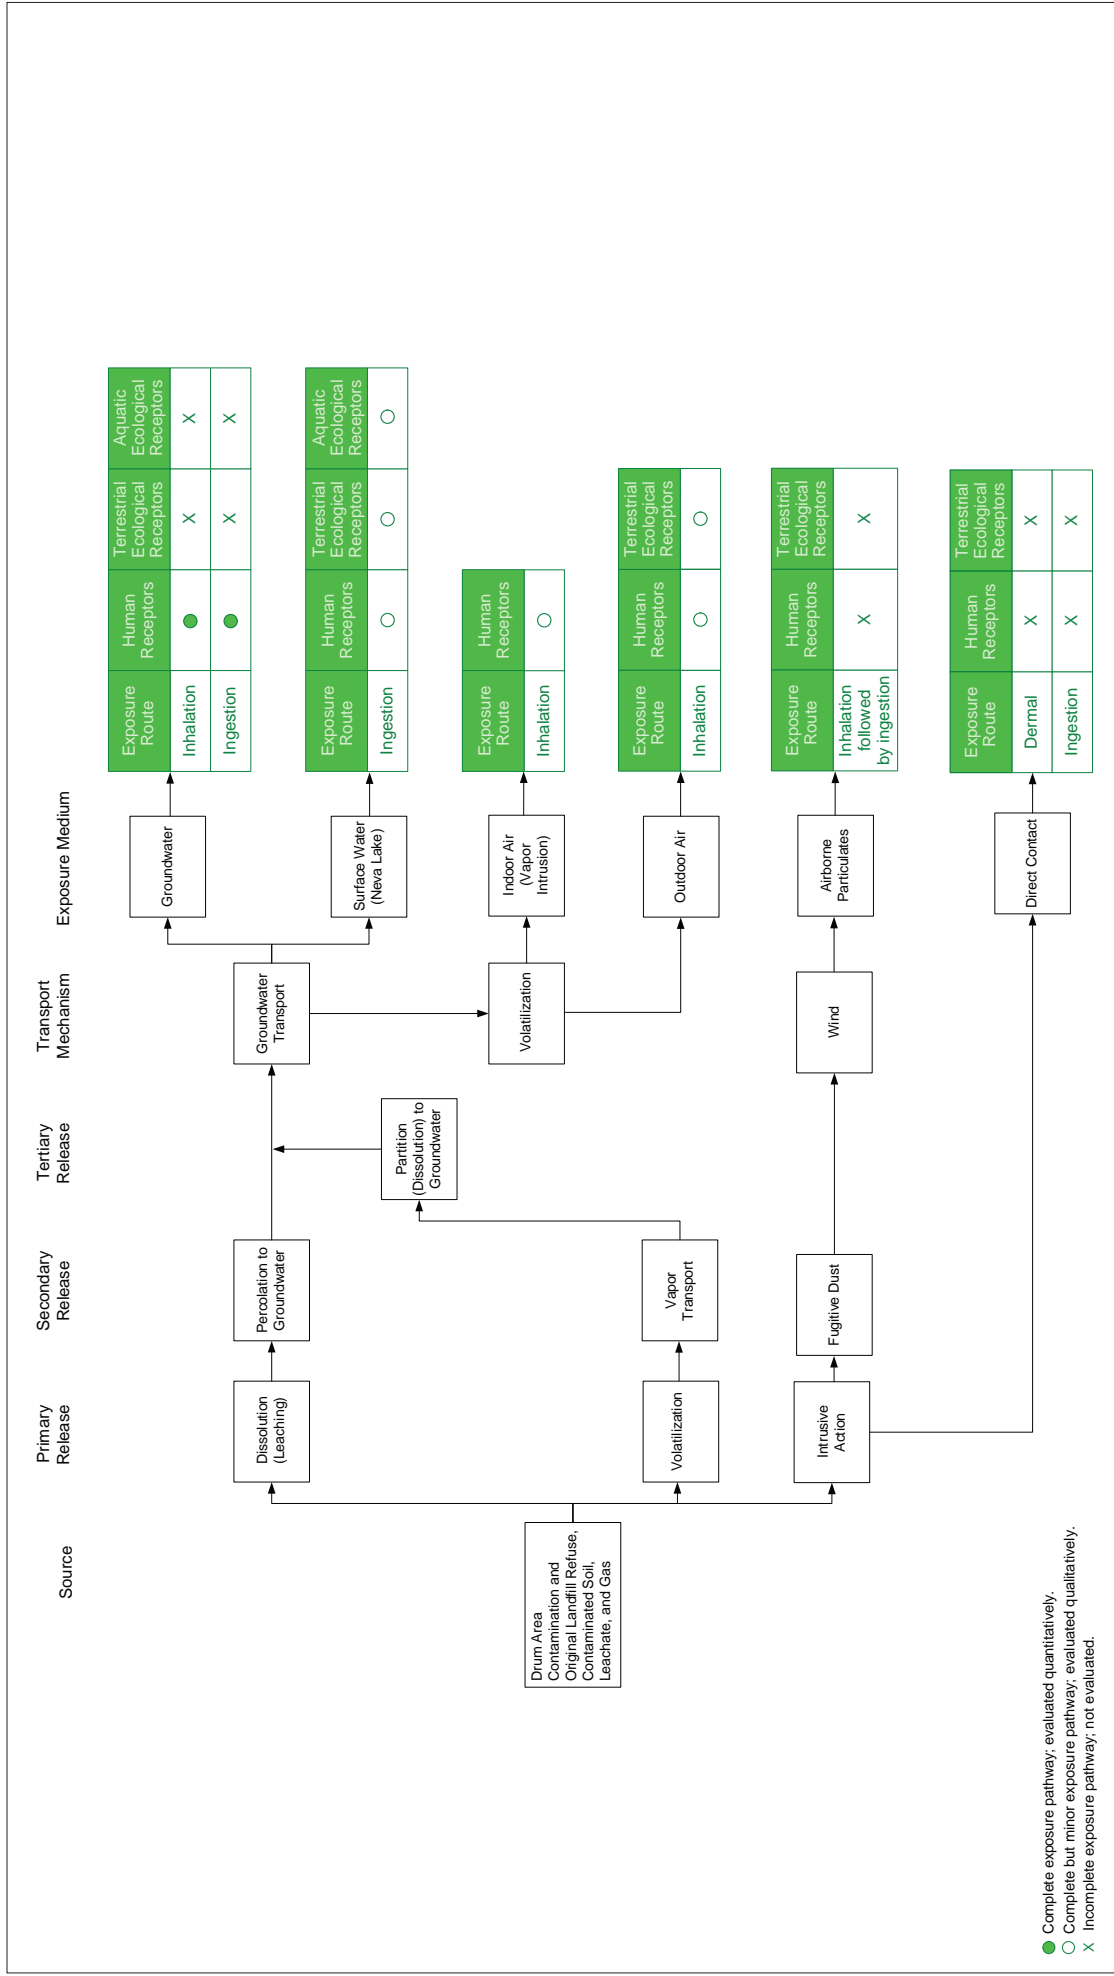 Source
Primary
Release
Secondary
Release
Tertiary
Release
Transport
Mechanism
Exposure Medium
Drum Area
Contamination and
Original Landfill Refuse,
Contaminated Soil,
Leachate, and Gas
Dissolution
(Leaching)
Percolation to
Groundwater
Groundwater
Transport
Groundwater
Exposure
Route
Human
Receptors
Terrestrial
Ecological
Receptors
Aquatic
Ecological
Receptors
Inhalation
X
X
Ingestion
X
X
Surface Water
(Neva Lake)
Exposure
Route
Human
Receptors
Terrestrial
Ecological
Receptors
Aquatic
Ecological
Receptors
Ingestion
Partition
(Dissolution) to
Groundwater
Volatilization
Indoor Air
(Vapor
Intrusion)
Exposure
Route
Human
Receptors
Inhalation
Volatilization
Vapor
Transport
Outdoor Air
Exposure
Route
Human
Receptors
Terrestrial
Ecological
Receptors
Inhalation
Intrusive
Action
Fugitive Dust
Wind
Airborne
Particulates
Exposure
Route
Human
Receptors
Terrestrial
Ecological
Receptors
Inhalation
followed
by ingestion
X
X
Direct Contact
Exposure
Route
Human
Receptors
Terrestrial
Ecological
Receptors
Dermal
X
X
Ingestion
X
X
Complete exposure pathway; evaluated quantitatively.
Complete but minor exposure pathway; evaluated qualitatively.
X Incomplete exposure pathway; not evaluated.